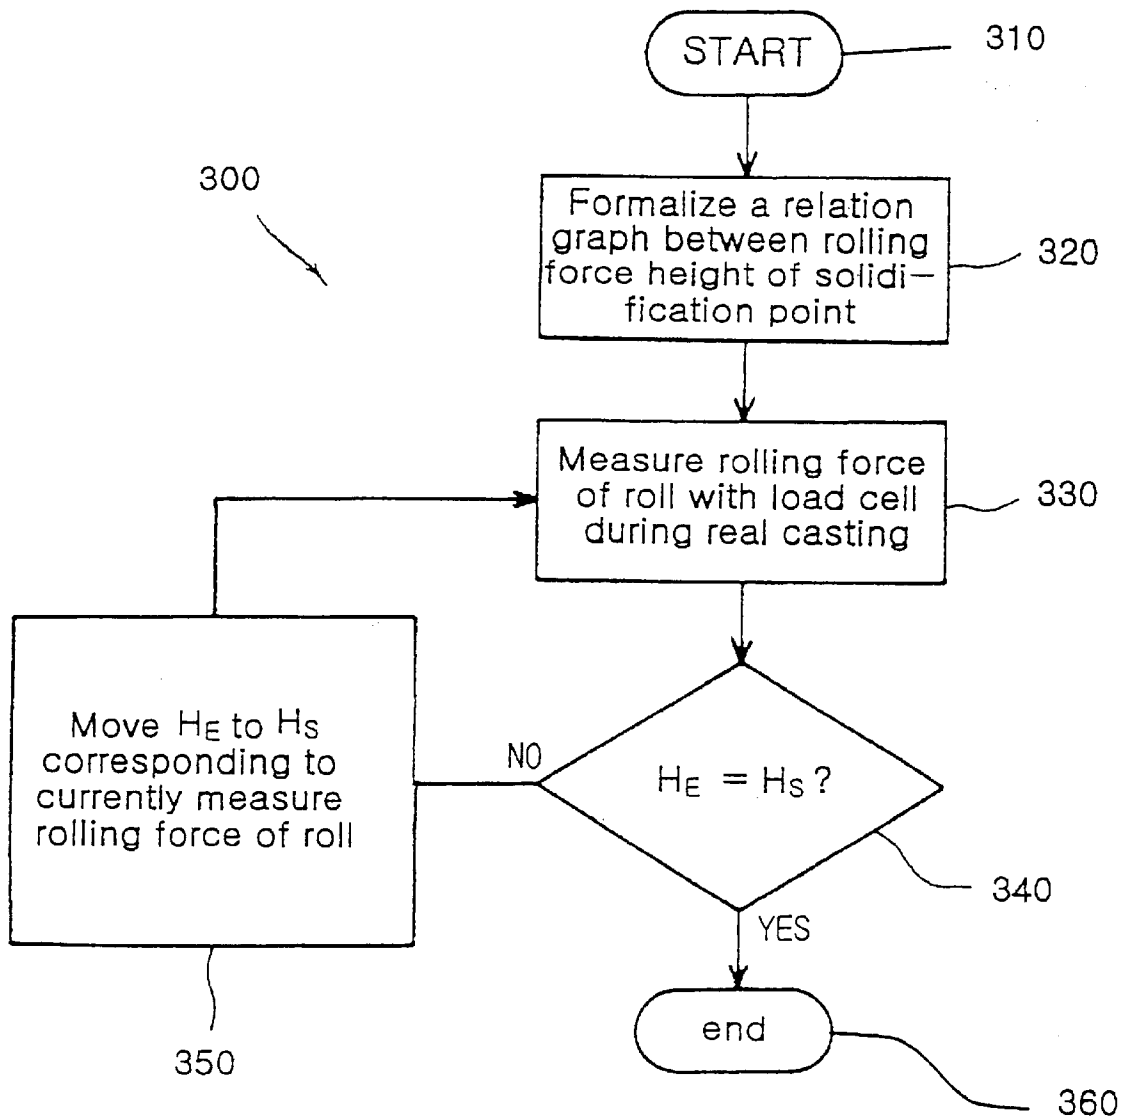 START
310
300
Formalize a relation
graph between rolling
force height of solidi-
fication point
320
Measure rolling force
of roll with load cell
during real casting
330
Move HE to HS
corresponding to
currently measure
rolling force of roll
350
NO
HE = HS ?
340
YES
end
360